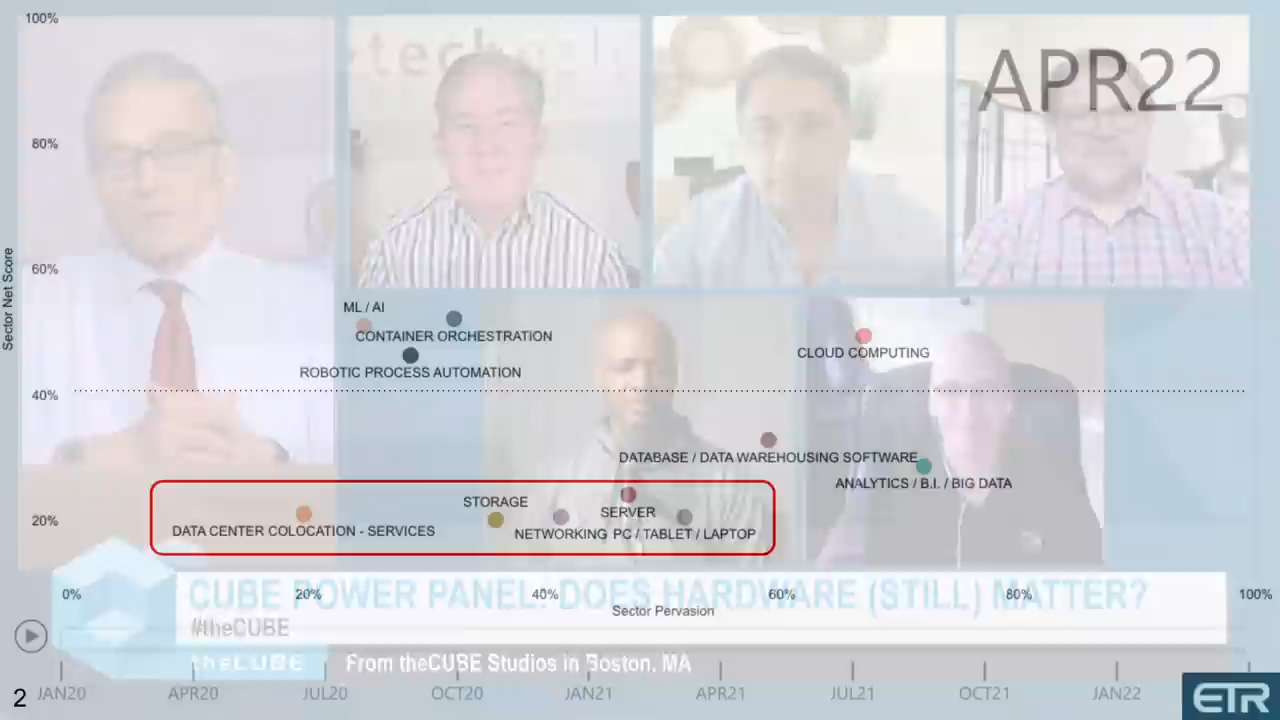 100%
APR22
80%
Sector Net Score
60%
ML / AI
CONTAINER ORCHESTRATION
ROBOTIC PROCESS AUTOMATION
CLOUD COMPUTING
40%
DATABASE / DATA WAREHOUSING SOFTWARE
ANALYTICS / B.I. / BIG DATA
STORAGE
SERVER
20%
DATA CENTER COLOCATION - SERVICES
NETWORKING
PC / TABLET / LAPTOP
CUBE POWER PANEL: DOES HARDWARE (STILL) MATTER?
0% 20% 40% 60% 80% 100%
Sector Pervasion
#theCUBE
theCUBE
From theCUBE Studios in Boston, MA
2
JAN20 APR20 JUL20 OCT20 JAN21 APR21 JUL21 OCT21 JAN22
ETR